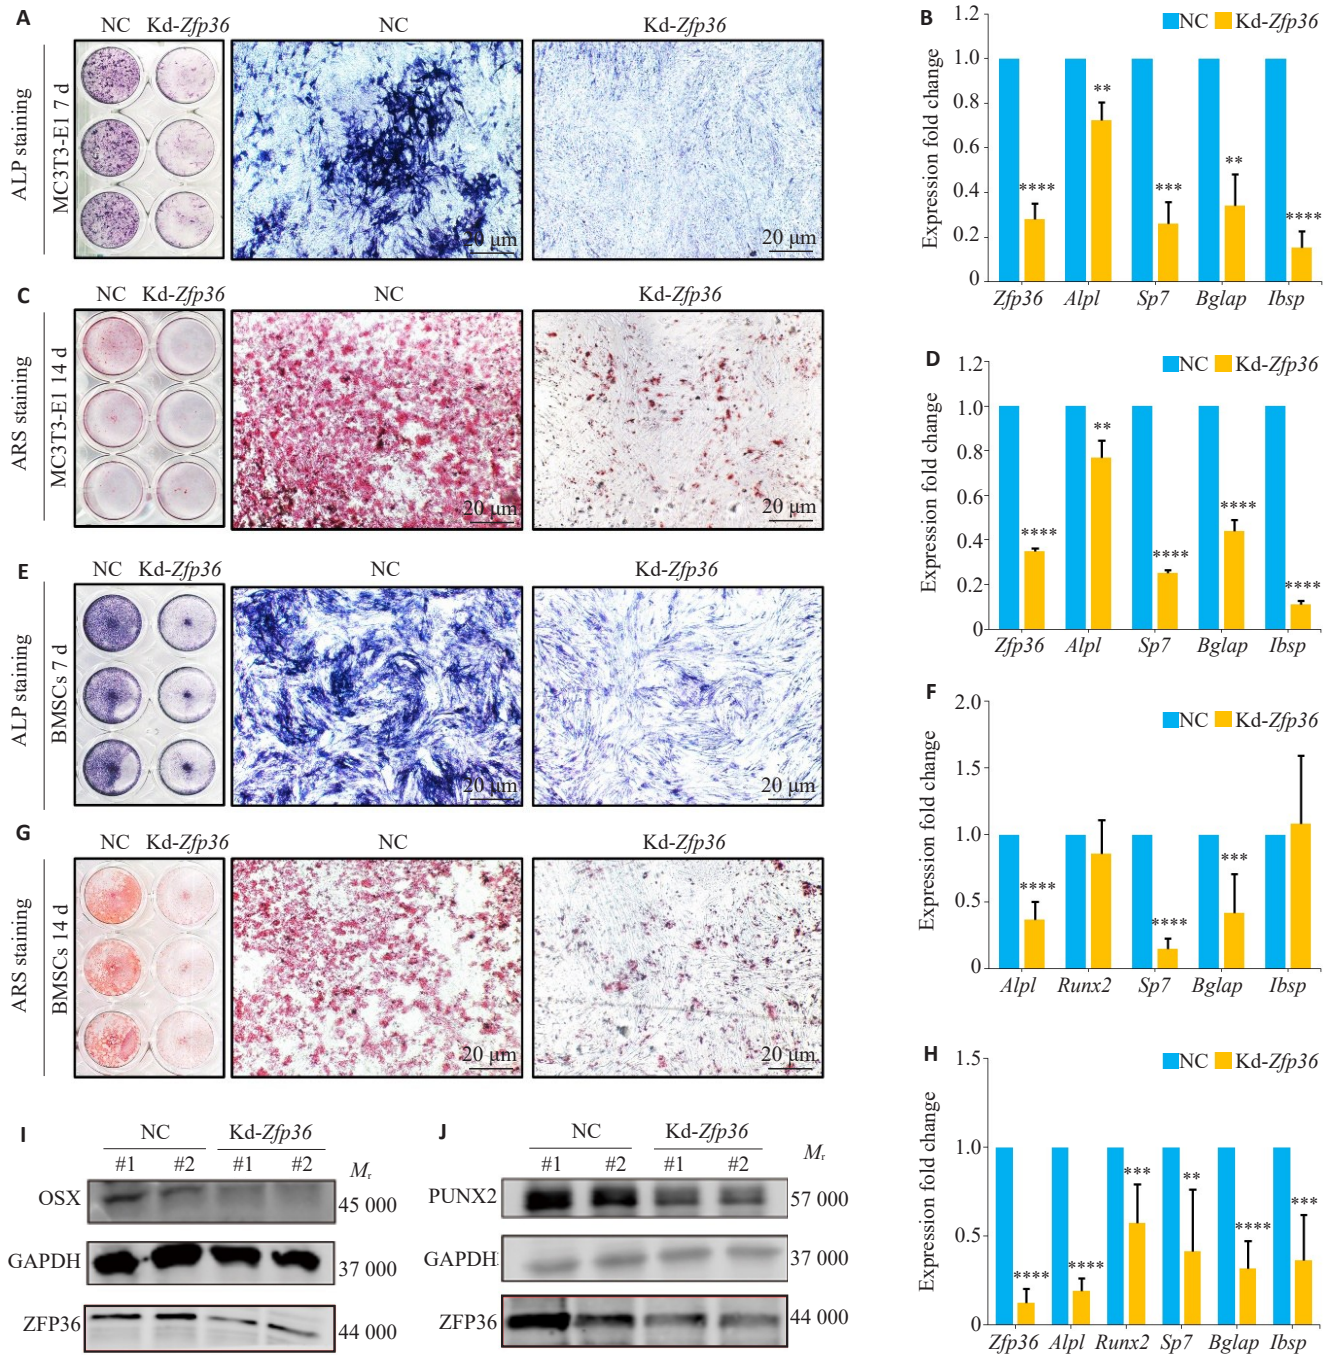 A
NC Kd-Zfp36 NC Kd-Zfp36
ALP staining
MC3T3-E1 7 d
20 μm 20 μm
B
NC Kd-Zfp36
Expression fold change
1.2
1.0
0.8
0.6
0.4
0.2
0
**** ** *** ** ****
Zfp36 Alpl Sp7 Bglap Ibsp
C
NC Kd-Zfp36 NC Kd-Zfp36
ARS staining
MC3T3-E1 14 d
20 μm 20 μm
D
NC Kd-Zfp36
Expression fold change
1.2
1.0
0.8
0.6
0.4
0.2
0
**** ** **** **** ****
Zfp36 Alpl Sp7 Bglap Ibsp
E
NC Kd-Zfp36 NC Kd-Zfp36
ALP staining
BMSCs 7 d
20 μm 20 μm
F
NC Kd-Zfp36
Expression fold change
2.0
1.5
1.0
0.5
0
**** **** ***
Alpl Runx2 Sp7 Bglap Ibsp
G
NC Kd-Zfp36 NC Kd-Zfp36
ARS staining
BMSCs 14 d
20 μm 20 μm
H
NC Kd-Zfp36
Expression fold change
1.5
1.0
0.5
0
**** **** *** ** **** ***
Zfp36 Alpl Runx2 Sp7 Bglap Ibsp
I
NC Kd-Zfp36
#1 #2 #1 #2 Mr
OSX 45 000
GAPDH 37 000
ZFP36 44 000
J
NC Kd-Zfp36
#1 #2 #1 #2 Mr
PUNX2 57 000
GAPDH 37 000
ZFP36 44 000